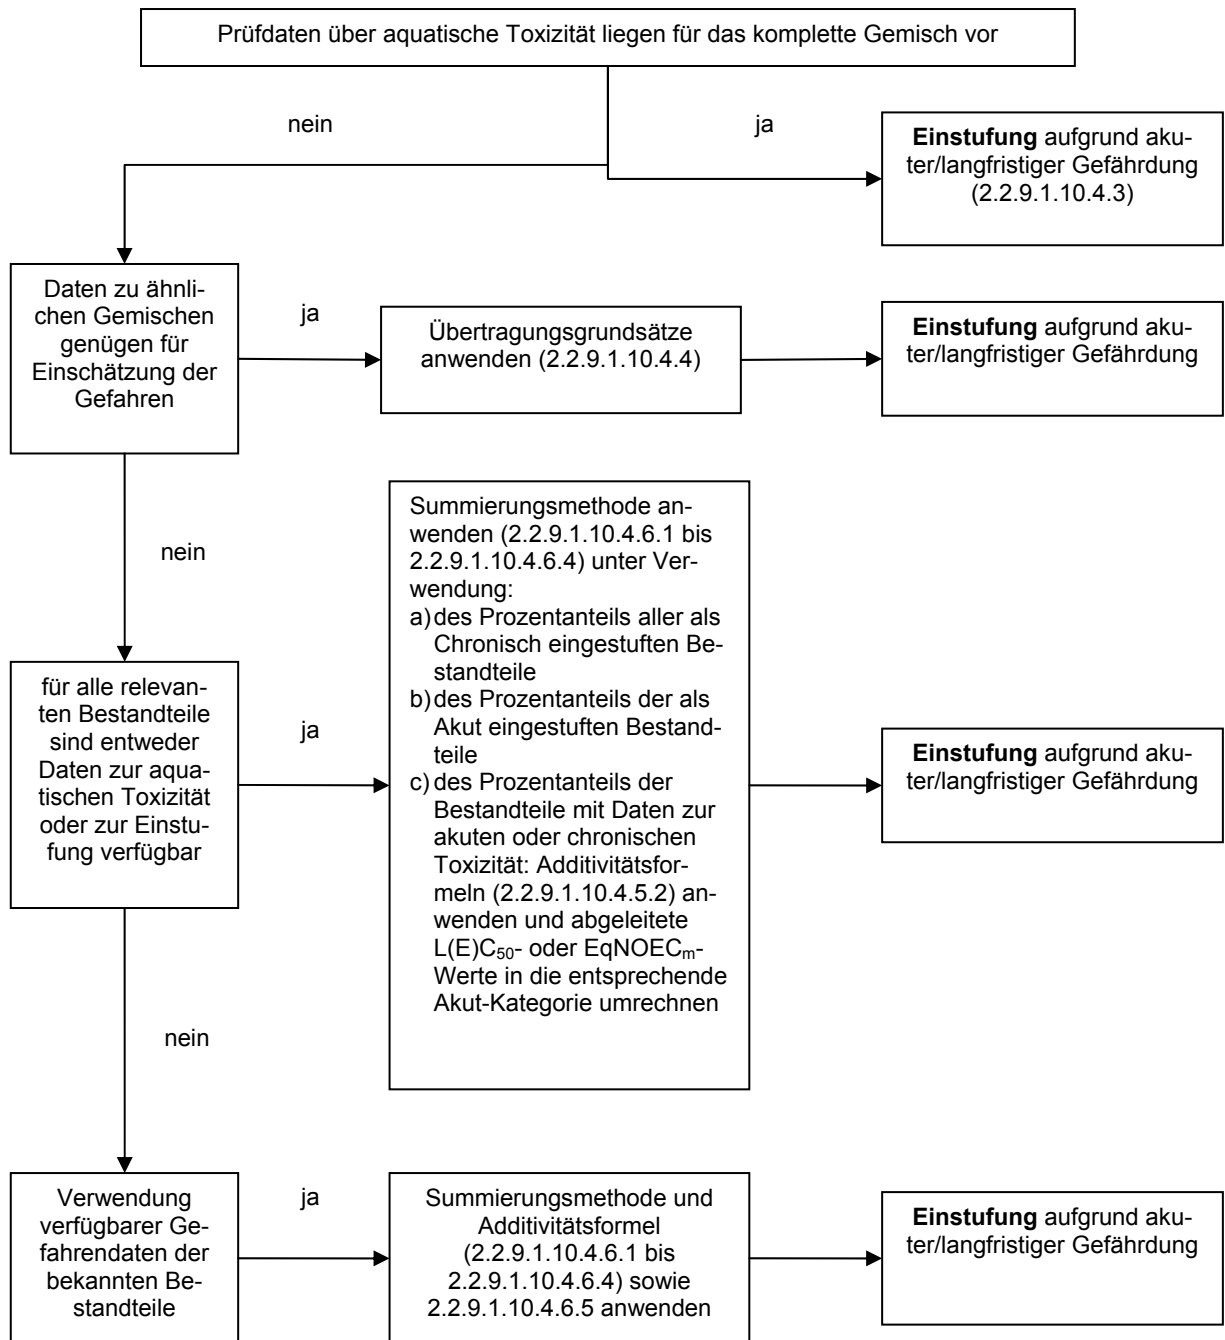 Prüfdaten über aquatische Toxizität liegen für das komplette Gemisch vor
nein
ja
Einstufung aufgrund aku-
ter/langfristiger Gefährdung
(2.2.9.1.10.4.3)
Daten zu ähnli-
chen Gemischen
genügen für
Einschätzung der
Gefahren
ja
Übertragungsgrundsätze
anwenden (2.2.9.1.10.4.4)
Einstufung aufgrund aku-
ter/langfristiger Gefährdung
nein
für alle relevan-
ten Bestandteile
sind entweder
Daten zur aqua-
tischen Toxizität
oder zur Einstu-
fung verfügbar
ja
Summierungsmethode an-
wenden (2.2.9.1.10.4.6.1 bis
2.2.9.1.10.4.6.4) unter Ver-
wendung:
a) des Prozentanteils aller als
Chronisch eingestuften Be-
standteile
b) des Prozentanteils der als
Akut eingestuften Bestand-
teile
c) des Prozentanteils der
Bestandteile mit Daten zur
akuten oder chronischen
Toxizität: Additivitätsfor-
meln (2.2.9.1.10.4.5.2) an-
wenden und abgeleitete
L(E)C₅₀- oder EqNOECₘ-
Werte in die entsprechende
Akut-Kategorie umrechnen
Einstufung aufgrund aku-
ter/langfristiger Gefährdung
nein
Verwendung
verfügbarer Ge-
fahrendaten der
bekannten Be-
standteile
ja
Summierungsmethode und
Additivitätsformel
(2.2.9.1.10.4.6.1 bis
2.2.9.1.10.4.6.4) sowie
2.2.9.1.10.4.6.5 anwenden
Einstufung aufgrund aku-
ter/langfristiger Gefährdung